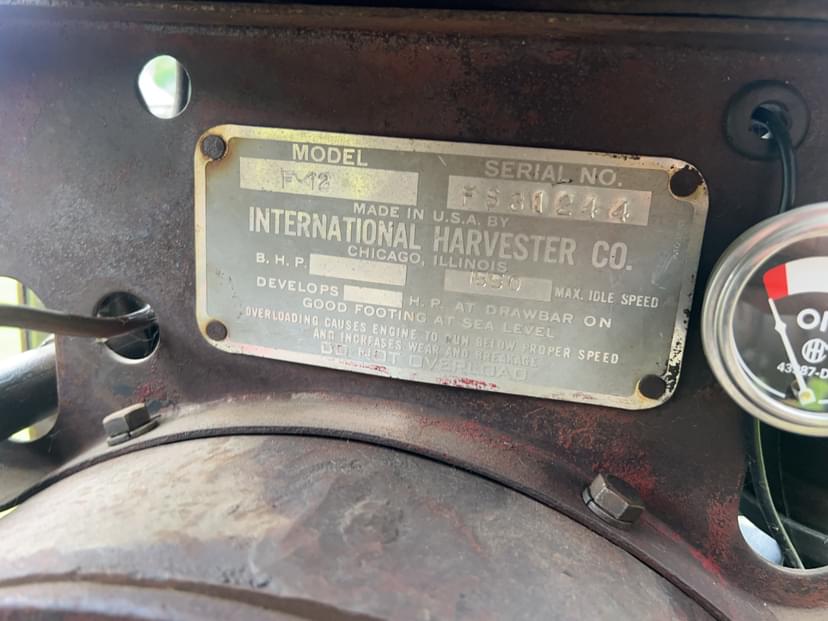 MODEL
F-12
SERIAL NO.
FS81244
MADE IN U.S.A. BY
INTERNATIONAL HARVESTER CO.
CHICAGO, ILLINOIS
B. H. P.
1550 MAX. IDLE SPEED
DEVELOPS H. P. AT DRAWBAR ON
GOOD FOOTING AT SEA LEVEL
OVERLOADING CAUSES ENGINE TO RUN BELOW PROPER SPEED
AND INCREASES WEAR AND BREAKAGE
DO NOT OVERLOAD
IHC